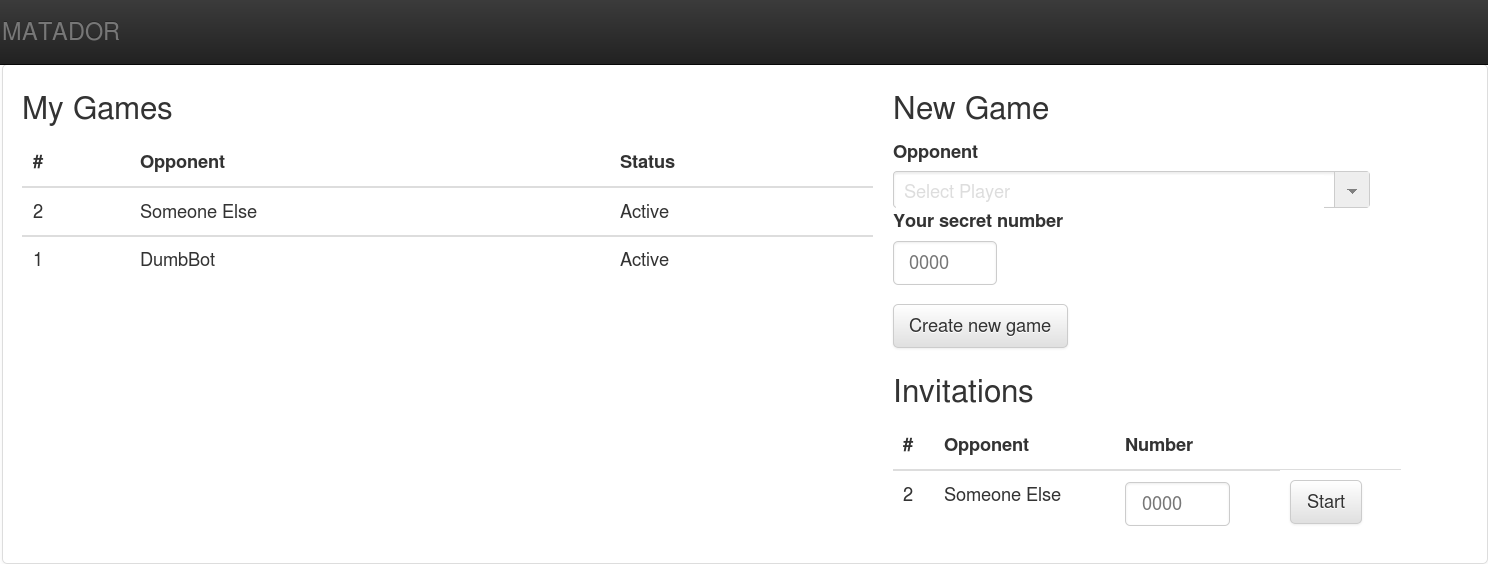 MATADOR
My Games
# Opponent Status
2 Someone Else Active
1 DumbBot Active
New Game
Opponent
Select Player
Your secret number
0000
Create new game
Invitations
# Opponent Number
2 Someone Else 0000 Start